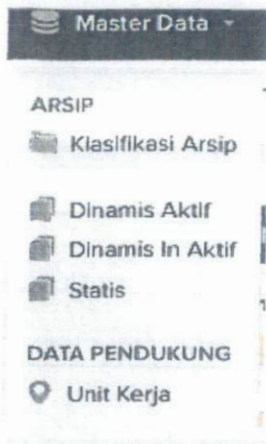 Master Data
ARSIP
Klasifikasi Arsip
Dinamis Aktif
Dinamis In Aktif
Statis
DATA PENDUKUNG
Unit Kerja